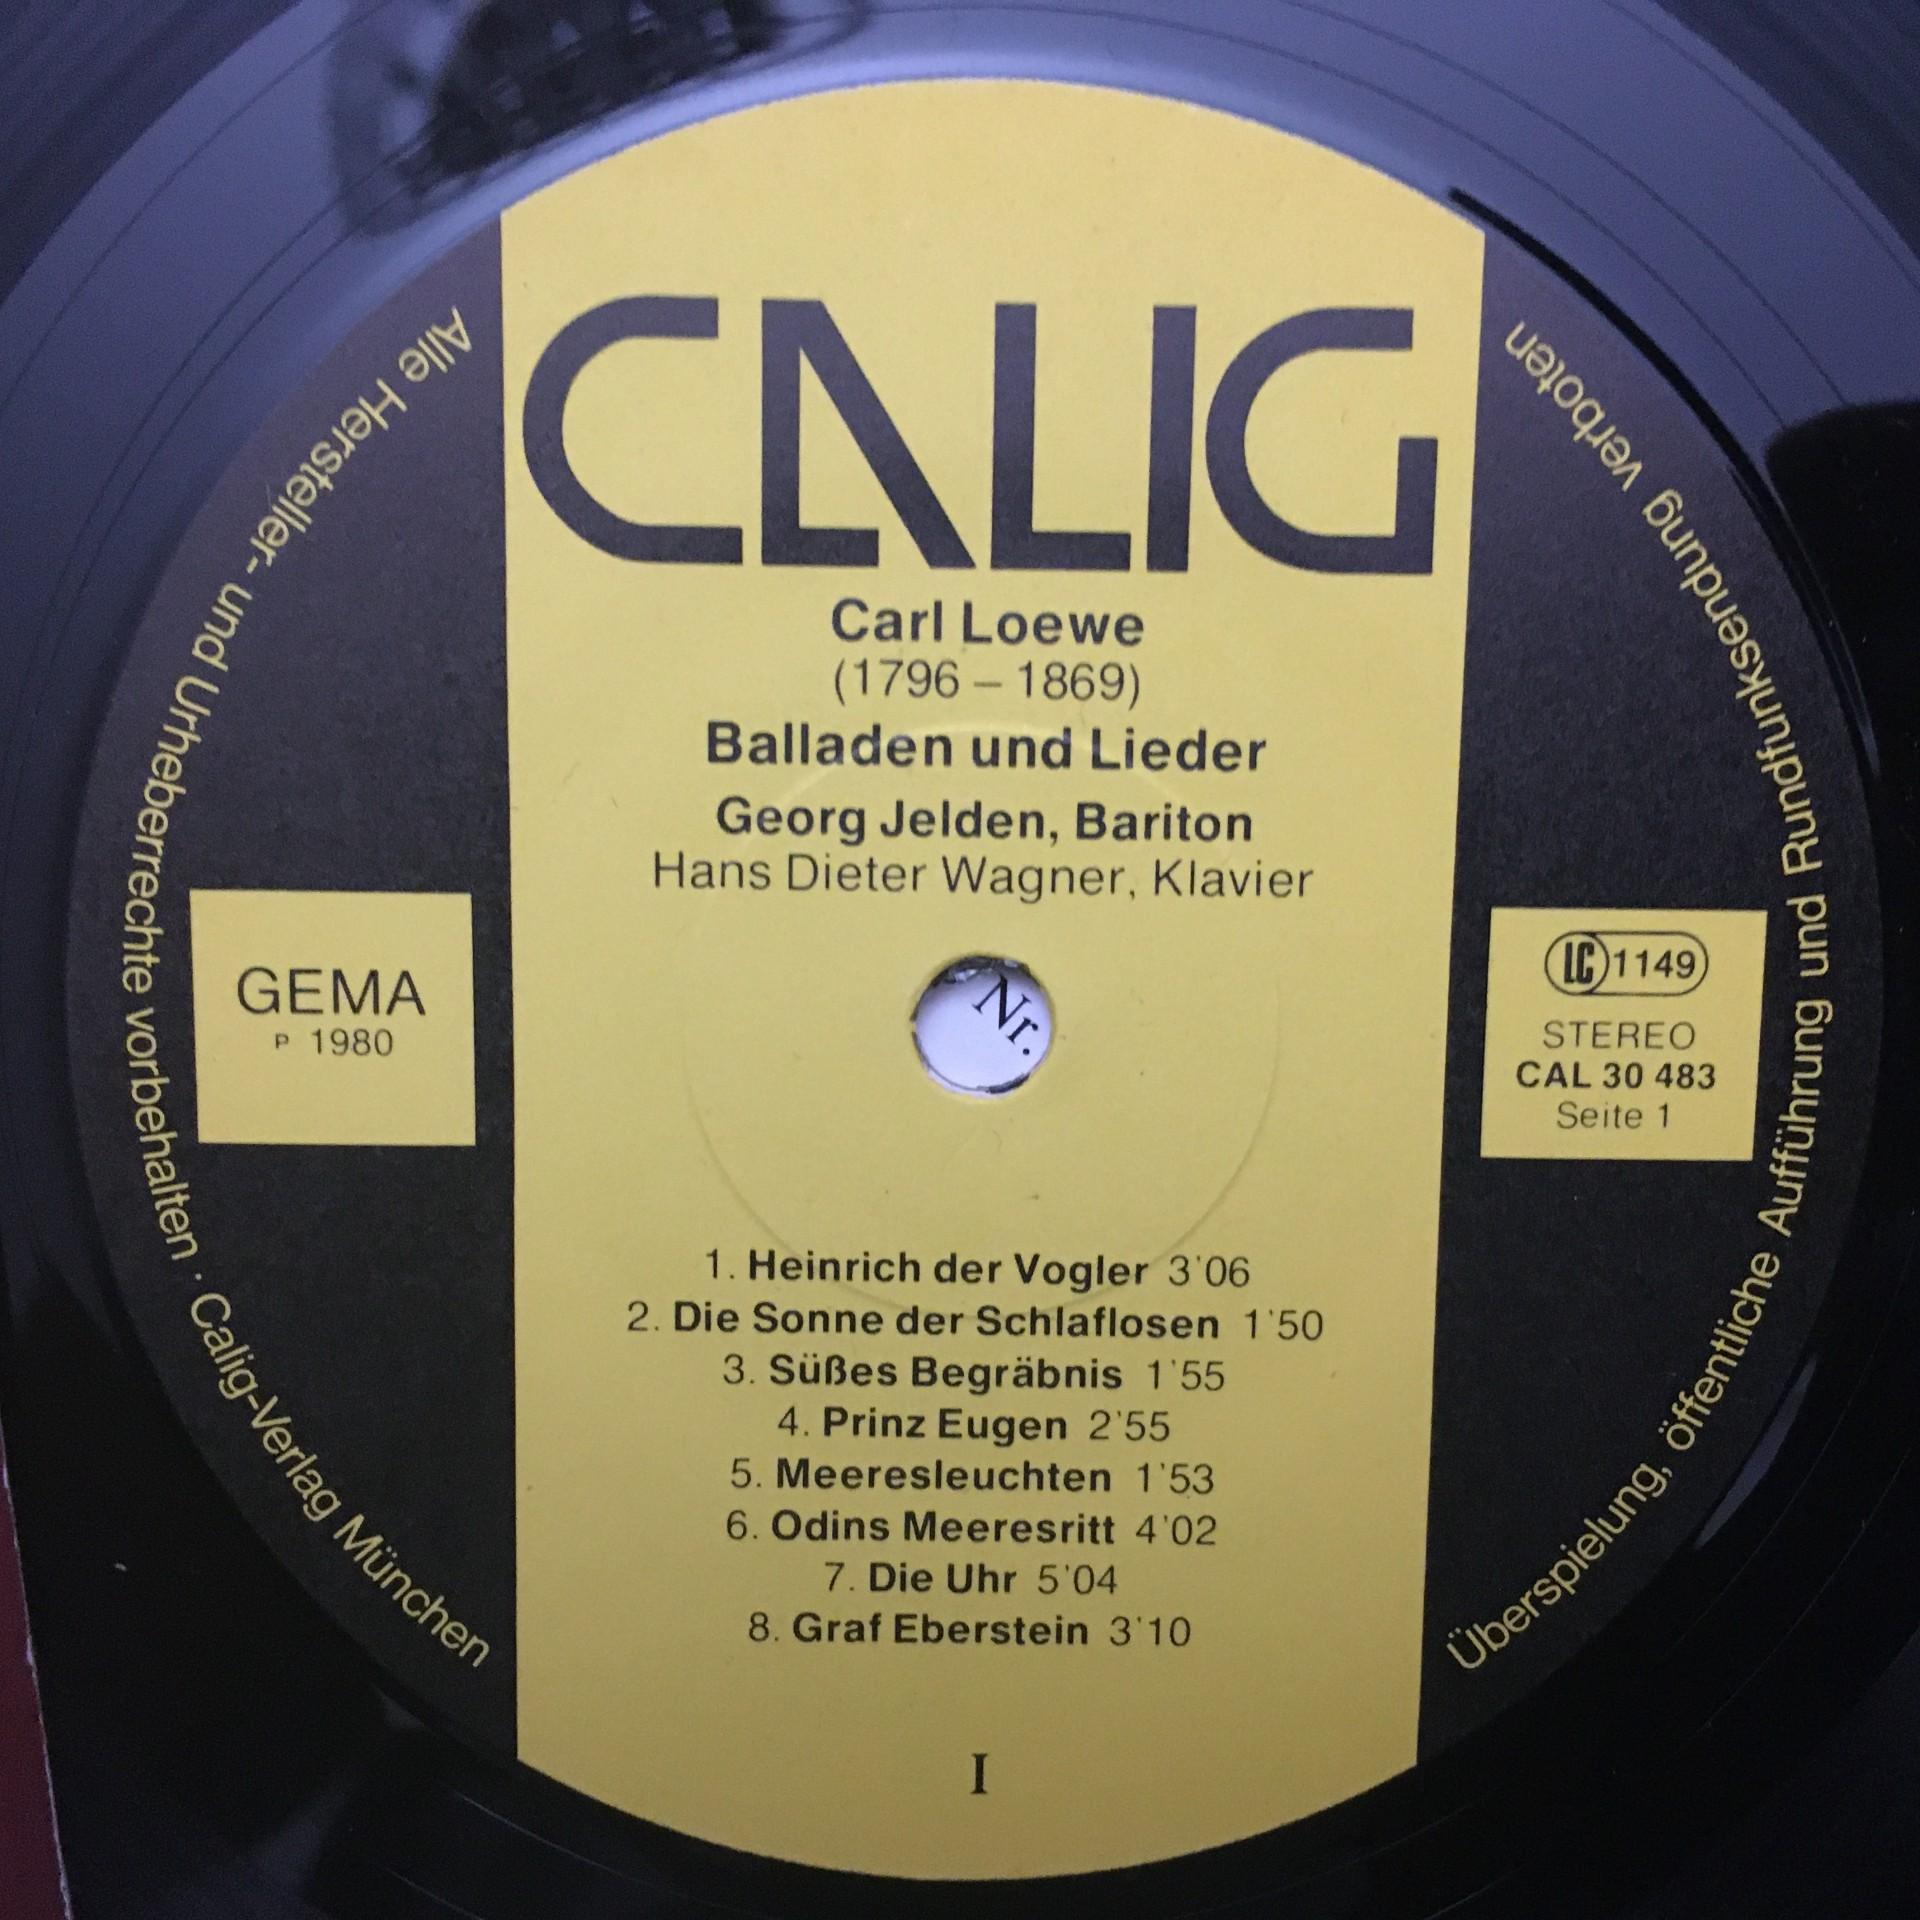 CALIG
Carl Loewe
(1796 – 1869)
Balladen und Lieder
Georg Jelden, Bariton
Hans Dieter Wagner, Klavier
Nr.
GEMA
P 1980
LC 1149
STEREO
CAL 30 483
Seite 1
1. Heinrich der Vogler 3'06
2. Die Sonne der Schlaflosen 1'50
3. Süßes Begräbnis 1'55
4. Prinz Eugen 2'55
5. Meeresleuchten 1'53
6. Odins Meeresritt 4'02
7. Die Uhr 5'04
8. Graf Eberstein 3'10
I
Alle Hersteller- und Urheberrechte vorbehalten · Calig-Verlag München
Überspielung, öffentliche Aufführung und Rundfunksendung verboten